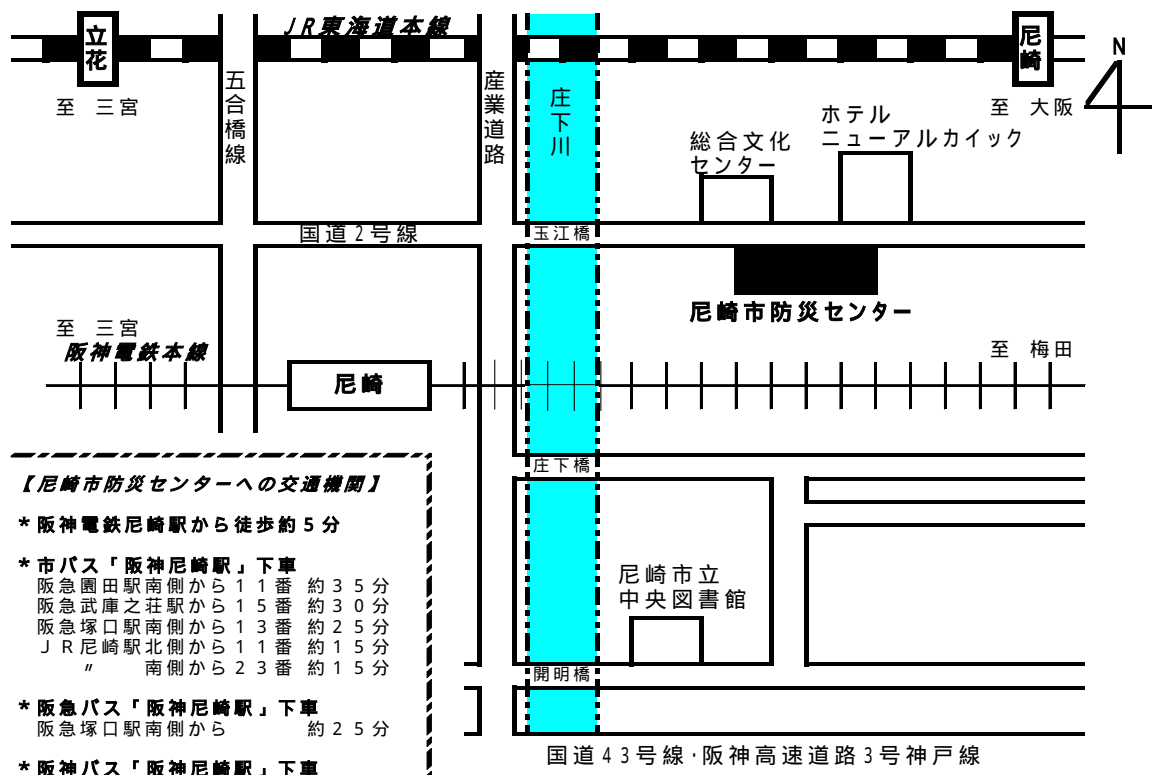 JR東海道本線
立花
尼崎
N
至 三宮
五合橋線
産業道路
庄下川
至 大阪
ホテル
ニューアルカイック
総合文化
センター
国道2号線
玉江橋
尼崎市防災センター
至 三宮
阪神電鉄本線
至 梅田
尼崎
庄下橋
【尼崎市防災センターへの交通機関】
*阪神電鉄尼崎駅から徒歩約5分
*市バス「阪神尼崎駅」下車
阪急園田駅南側から11番 約35分
阪急武庫之荘駅から15番 約30分
阪急塚口駅南側から13番 約25分
JR尼崎駅北側から11番 約15分
〃 南側から23番 約15分
*阪急バス「阪神尼崎駅」下車
阪急塚口駅南側から 約25分
*阪神バス「阪神尼崎駅」下車
尼崎市立
中央図書館
開明橋
国道43号線・阪神高速道路3号神戸線